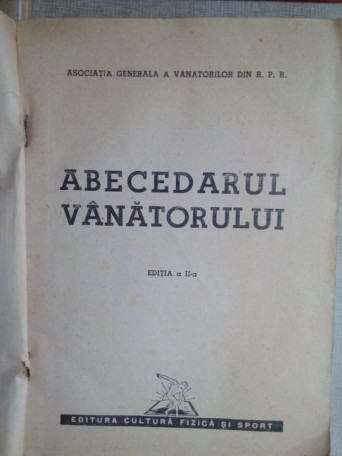 ASOCIAȚIA GENERALA A VANATORILOR DIN R. P. R.
ABECEDARUL
VÂNĂTORULUI
EDIȚIA a II-a
EDITURA CULTURĂ FIZICĂ ȘI SPORT